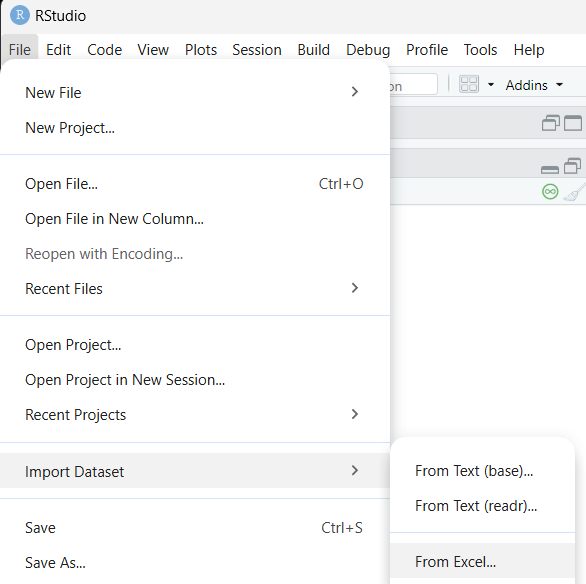 R RStudio
File Edit Code View Plots Session Build Debug Profile Tools Help
on Addins
New File
New Project...
Open File... Ctrl+O
Open File in New Column...
Reopen with Encoding...
Recent Files
Open Project...
Open Project in New Session...
Recent Projects
Import Dataset
From Text (base)...
From Text (readr)...
Save Ctrl+S
From Excel...
Save As...